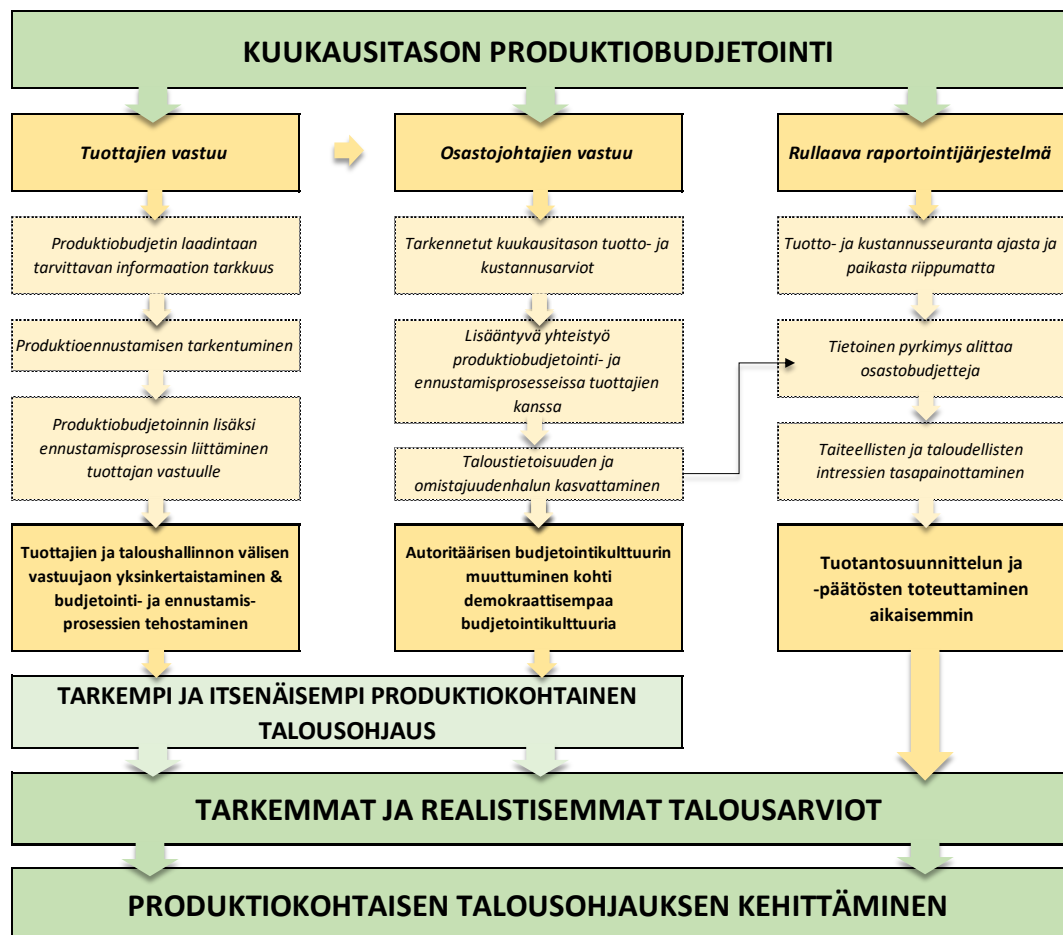 KUUKAUSITASON PRODUKTIOBUDJETOINTI
Tuottajien vastuu
Osastojohtajien vastuu
Rullaava raportointijärjestelmä
Produktiobudjetin laadintaan
tarvittavan informaation tarkkuus
Tarkennetut kuukausitason tuotto- ja
kustannusarviot
Tuotto- ja kustannusseuranta ajasta ja
paikasta riippumatta
Produktioennustamisen tarkentuminen
Lisääntyvä yhteistyö
produktiobudjetointi- ja
ennustamisprosesseissa tuottajien
kanssa
Tietoinen pyrkimys alittaa
osastobudjetteja
Produktiobudjetoinnin lisäksi
ennustamisprosessin liittäminen
tuottajan vastuulle
Taloustietoisuuden ja
omistajuudenhalun kasvattaminen
Taiteellisten ja taloudellisten
intressien tasapainottaminen
Tuottajien ja taloushallinnon välisen
vastuujaon yksinkertaistaminen &
budjetointi- ja ennustamis-
prosessien tehostaminen
Autoritäärisen budjetointikulttuurin
muuttuminen kohti
demokraattisempaa
budjetointikulttuuria
Tuotantosuunnittelun ja
-päätösten toteuttaminen
aikaisemmin
TARKEMPI JA ITSENÄISEMPI PRODUKTIOKOHTAINEN
TALOUSOHJAUS
TARKEMMAT JA REALISTISEMMAT TALOUSARVIOT
PRODUKTIOKOHTAISEN TALOUSOHJAUKSEN KEHITTÄMINEN